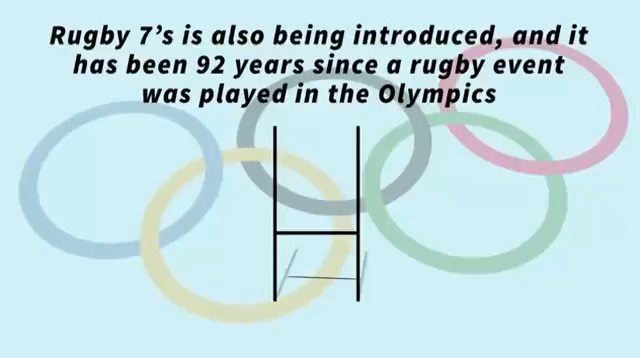 Rugby 7’s is also being introduced, and it
has been 92 years since a rugby event
was played in the Olympics